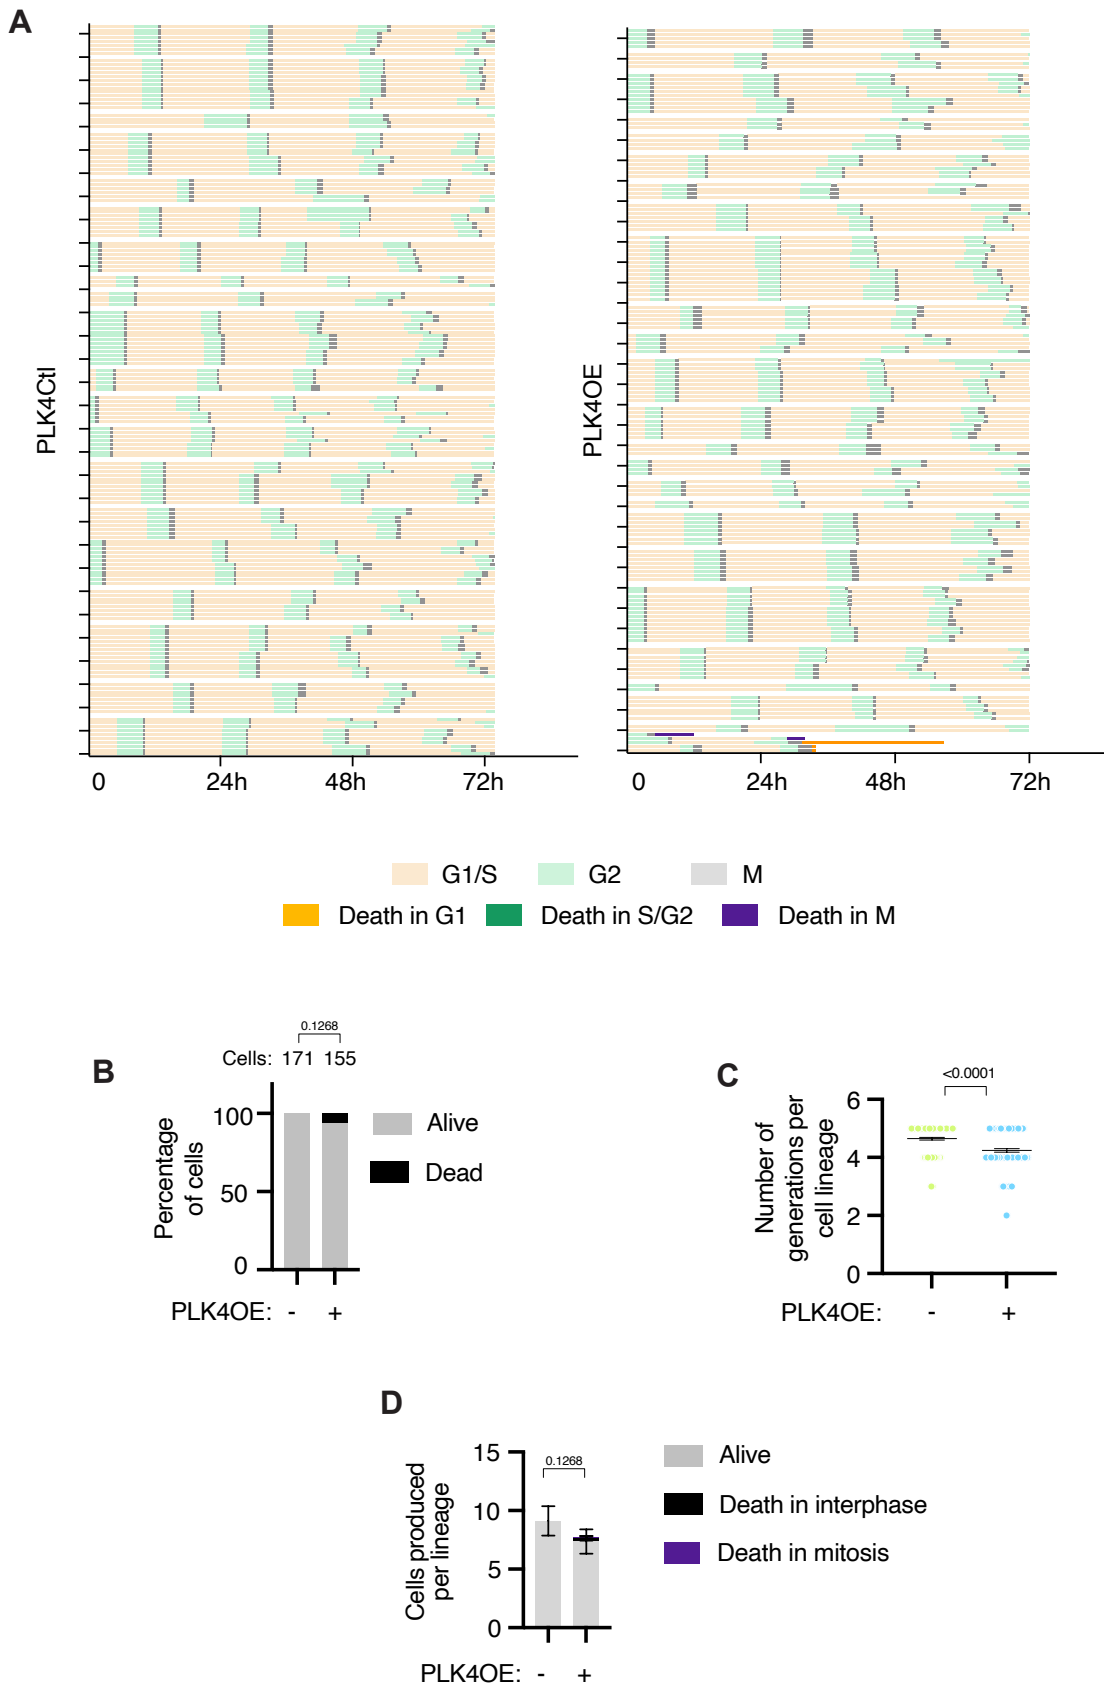 A
PLK4Ctl
PLK4OE
0 24h 48h 72h
0 24h 48h 72h
G1/S G2 M
Death in G1 Death in S/G2 Death in M
B
0.1268
Cells: 171 155
Percentage
of cells
100
50
0
Alive
Dead
PLK4OE: - +
C
<0.0001
Number of
generations per
cell lineage
6
4
2
0
PLK4OE: - +
D
0.1268
Cells produced
per lineage
15
10
5
0
Alive
Death in interphase
Death in mitosis
PLK4OE: - +